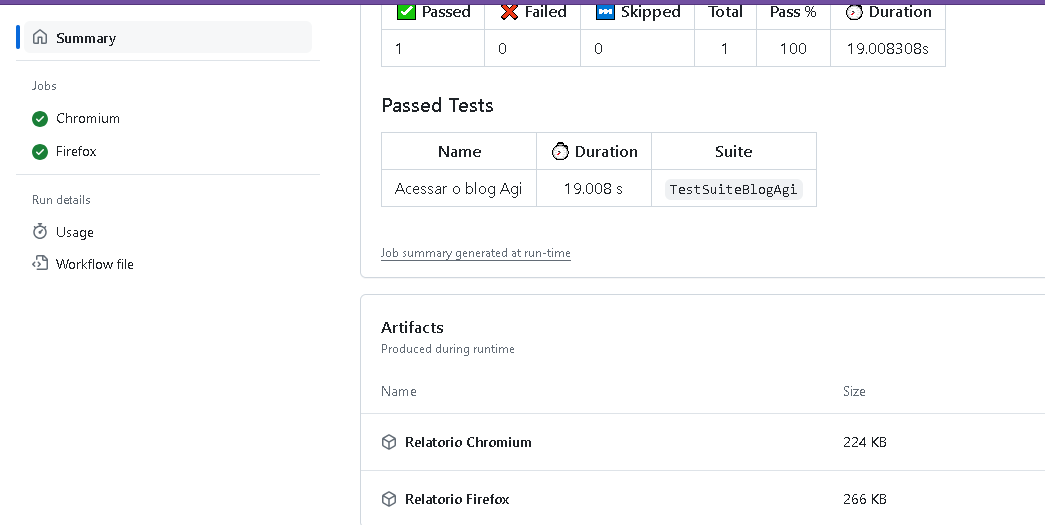 Summary
Jobs
Chromium
Firefox
Run details
Usage
Workflow file
Passed Failed Skipped Total Pass % Duration
1 0 0 1 100 19.008308s
Passed Tests
Name Duration Suite
Acessar o blog Agi 19.008 s TestSuiteBlogAgi
Job summary generated at run-time
Artifacts
Produced during runtime
Name Size
Relatorio Chromium 224 KB
Relatorio Firefox 266 KB